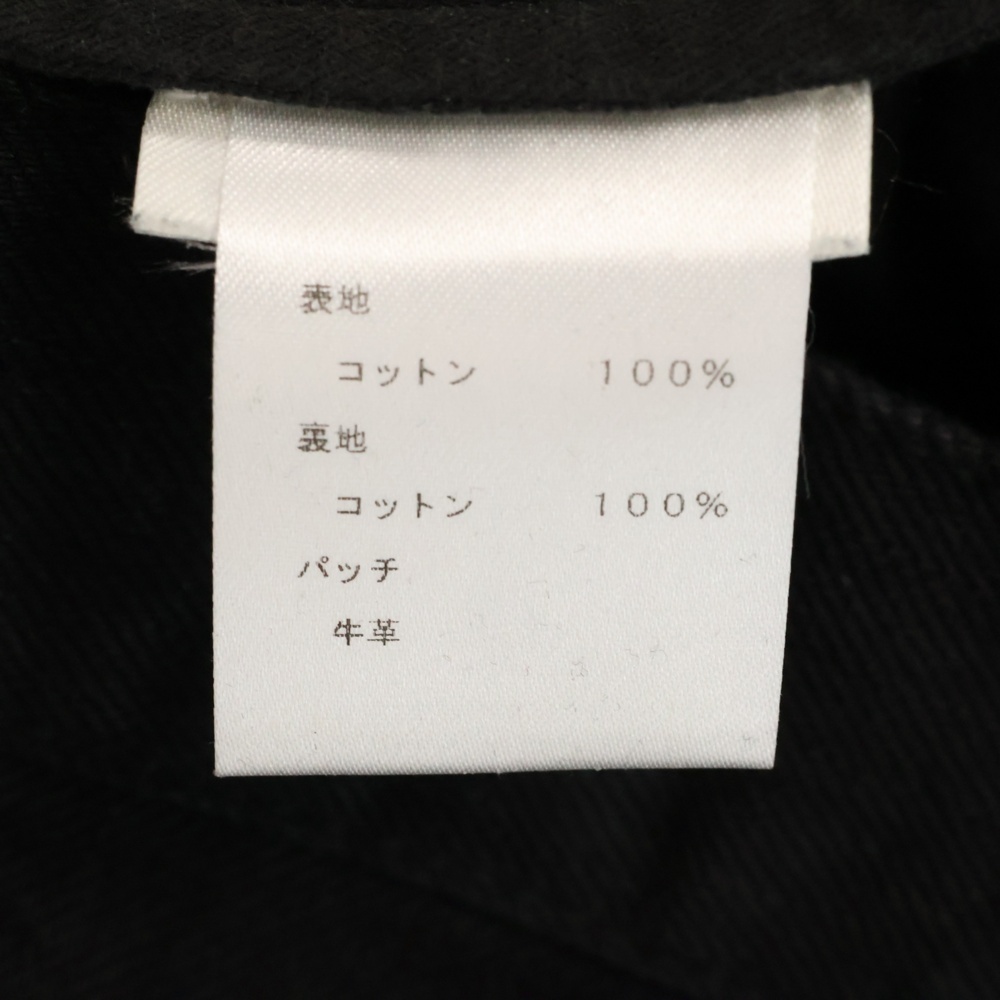 表地
コットン 100%
裏地
コットン 100%
パッチ
牛革